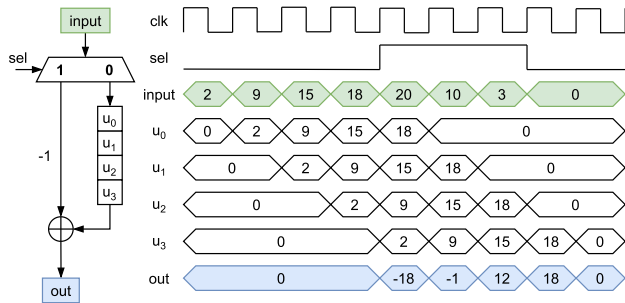 input
sel
1 0
u0
u1
u2
u3
-1
out
clk
sel
input 2 9 15 18 20 10 3 0
u0 0 2 9 15 18 0
u1 0 2 9 15 18 0
u2 0 2 9 15 18 0
u3 0 2 9 15 18 0
out 0 -18 -1 12 18 0